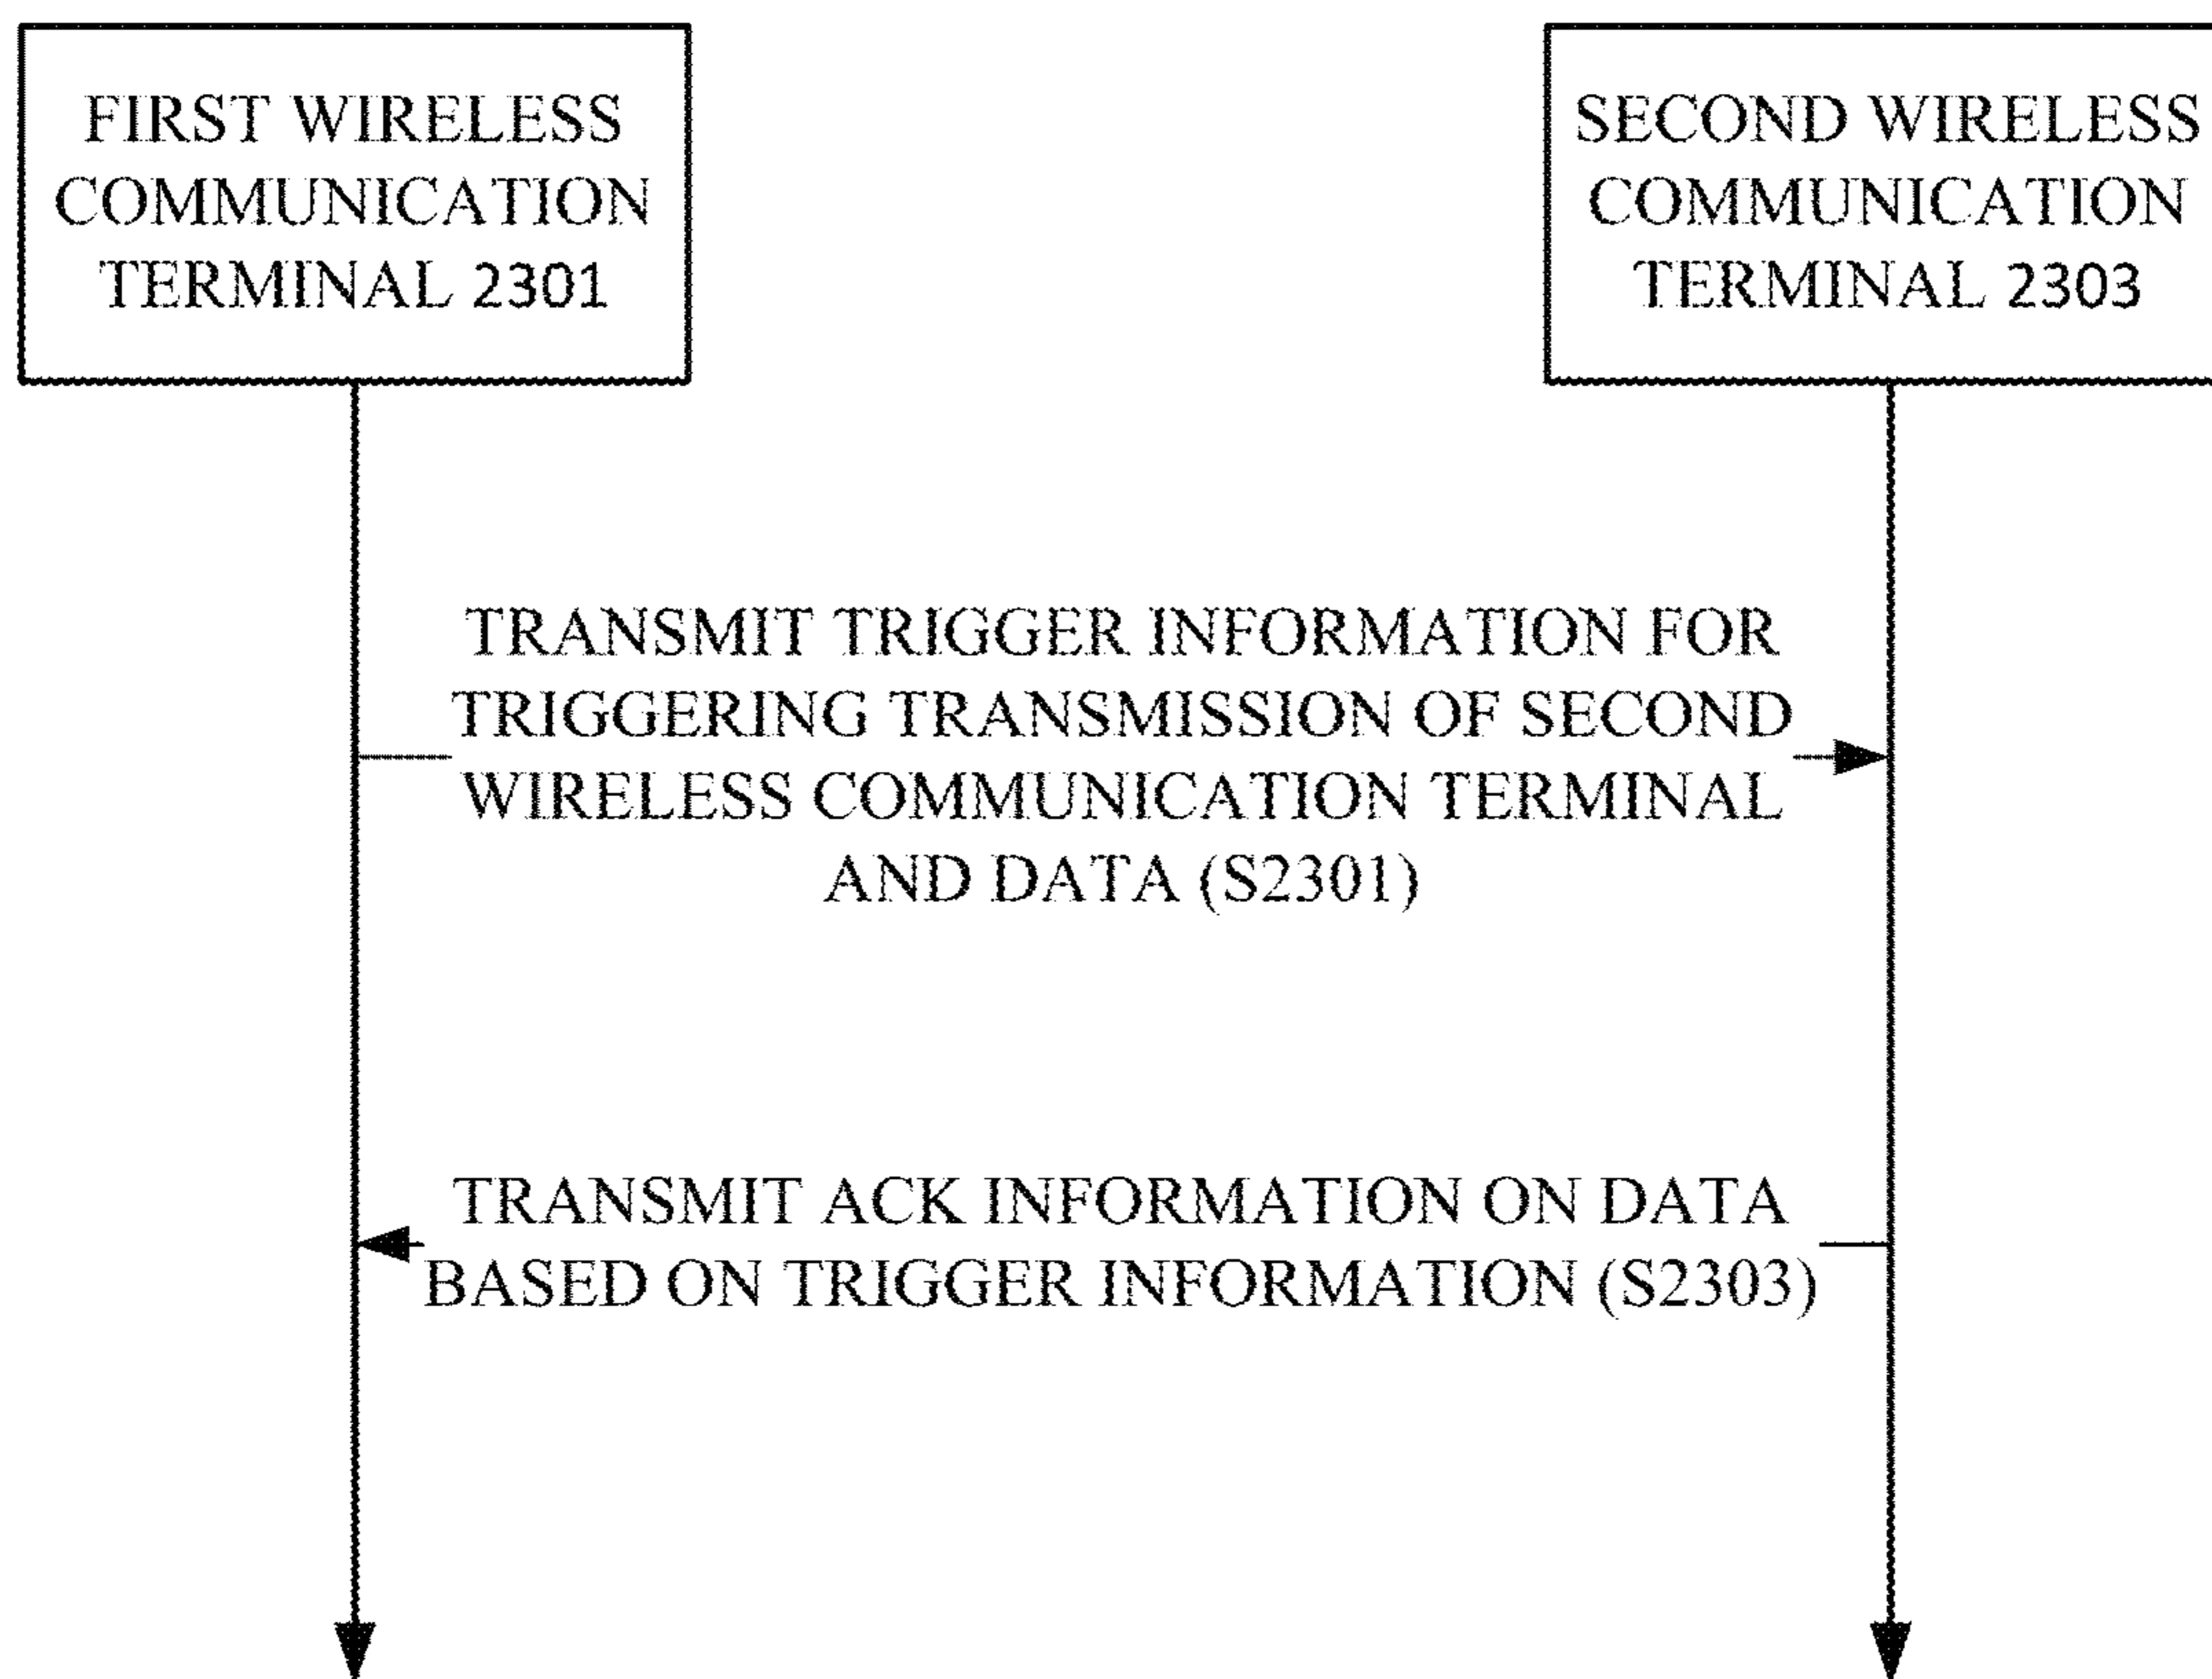 FIRST WIRELESS
COMMUNICATION
TERMINAL 2301
SECOND WIRELESS
COMMUNICATION
TERMINAL 2303
TRANSMIT TRIGGER INFORMATION FOR
TRIGGERING TRANSMISSION OF SECOND
WIRELESS COMMUNICATION TERMINAL
AND DATA (S2301)
TRANSMIT ACK INFORMATION ON DATA
BASED ON TRIGGER INFORMATION (S2303)